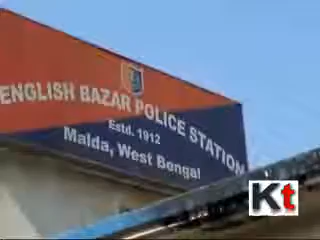 ENGLISH BAZAR POLICE STATION
Estd. 1912
Malda, West Bengal
Kt